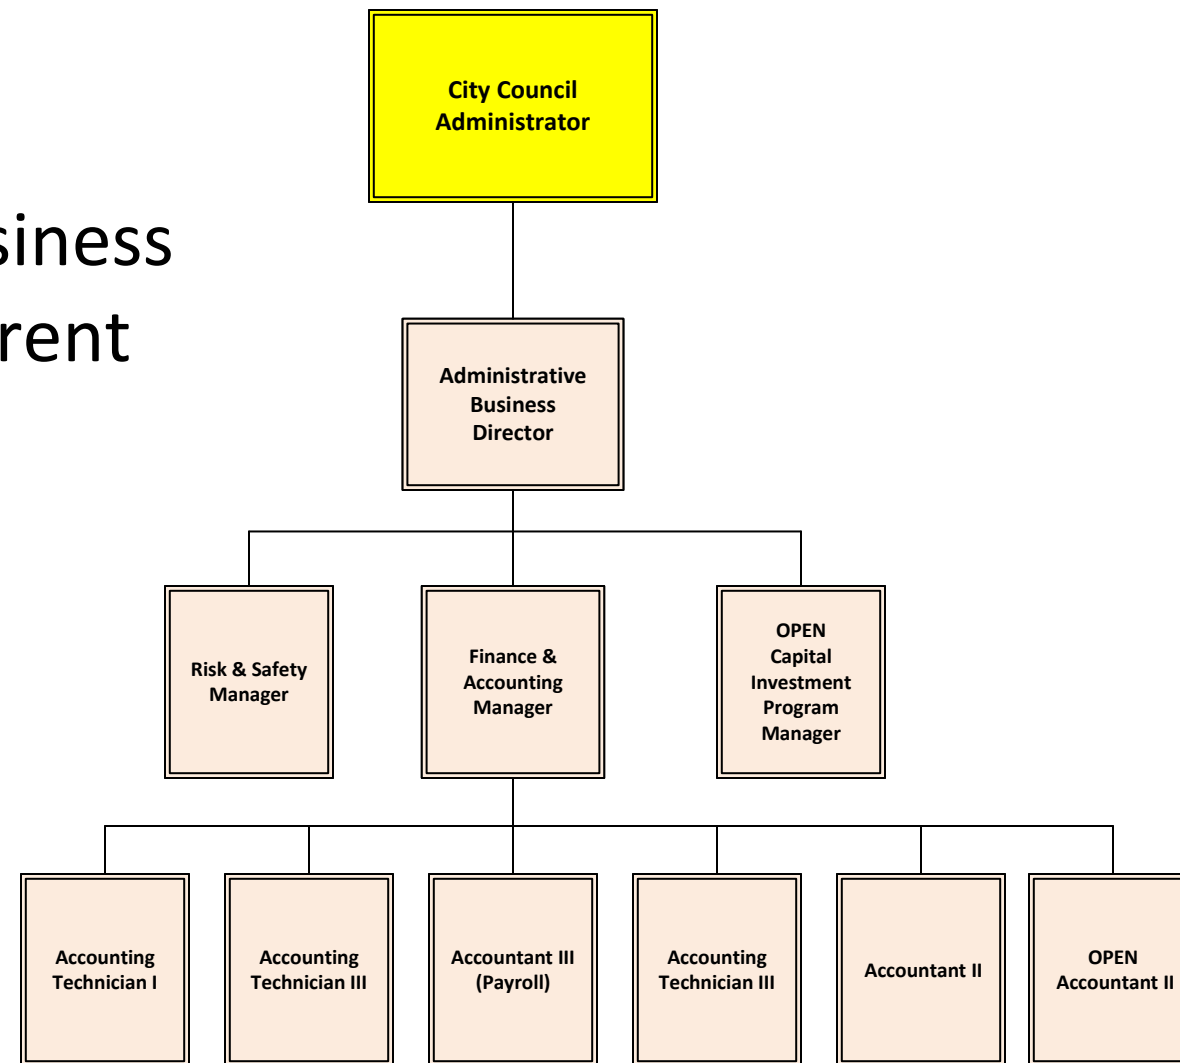 City Council
Administrator
siness
rent
Administrative
Business
Director
Risk & Safety
Manager
Finance &
Accounting
Manager
OPEN
Capital
Investment
Program
Manager
Accounting
Technician I
Accounting
Technician III
Accountant III
(Payroll)
Accounting
Technician III
Accountant II
OPEN
Accountant II